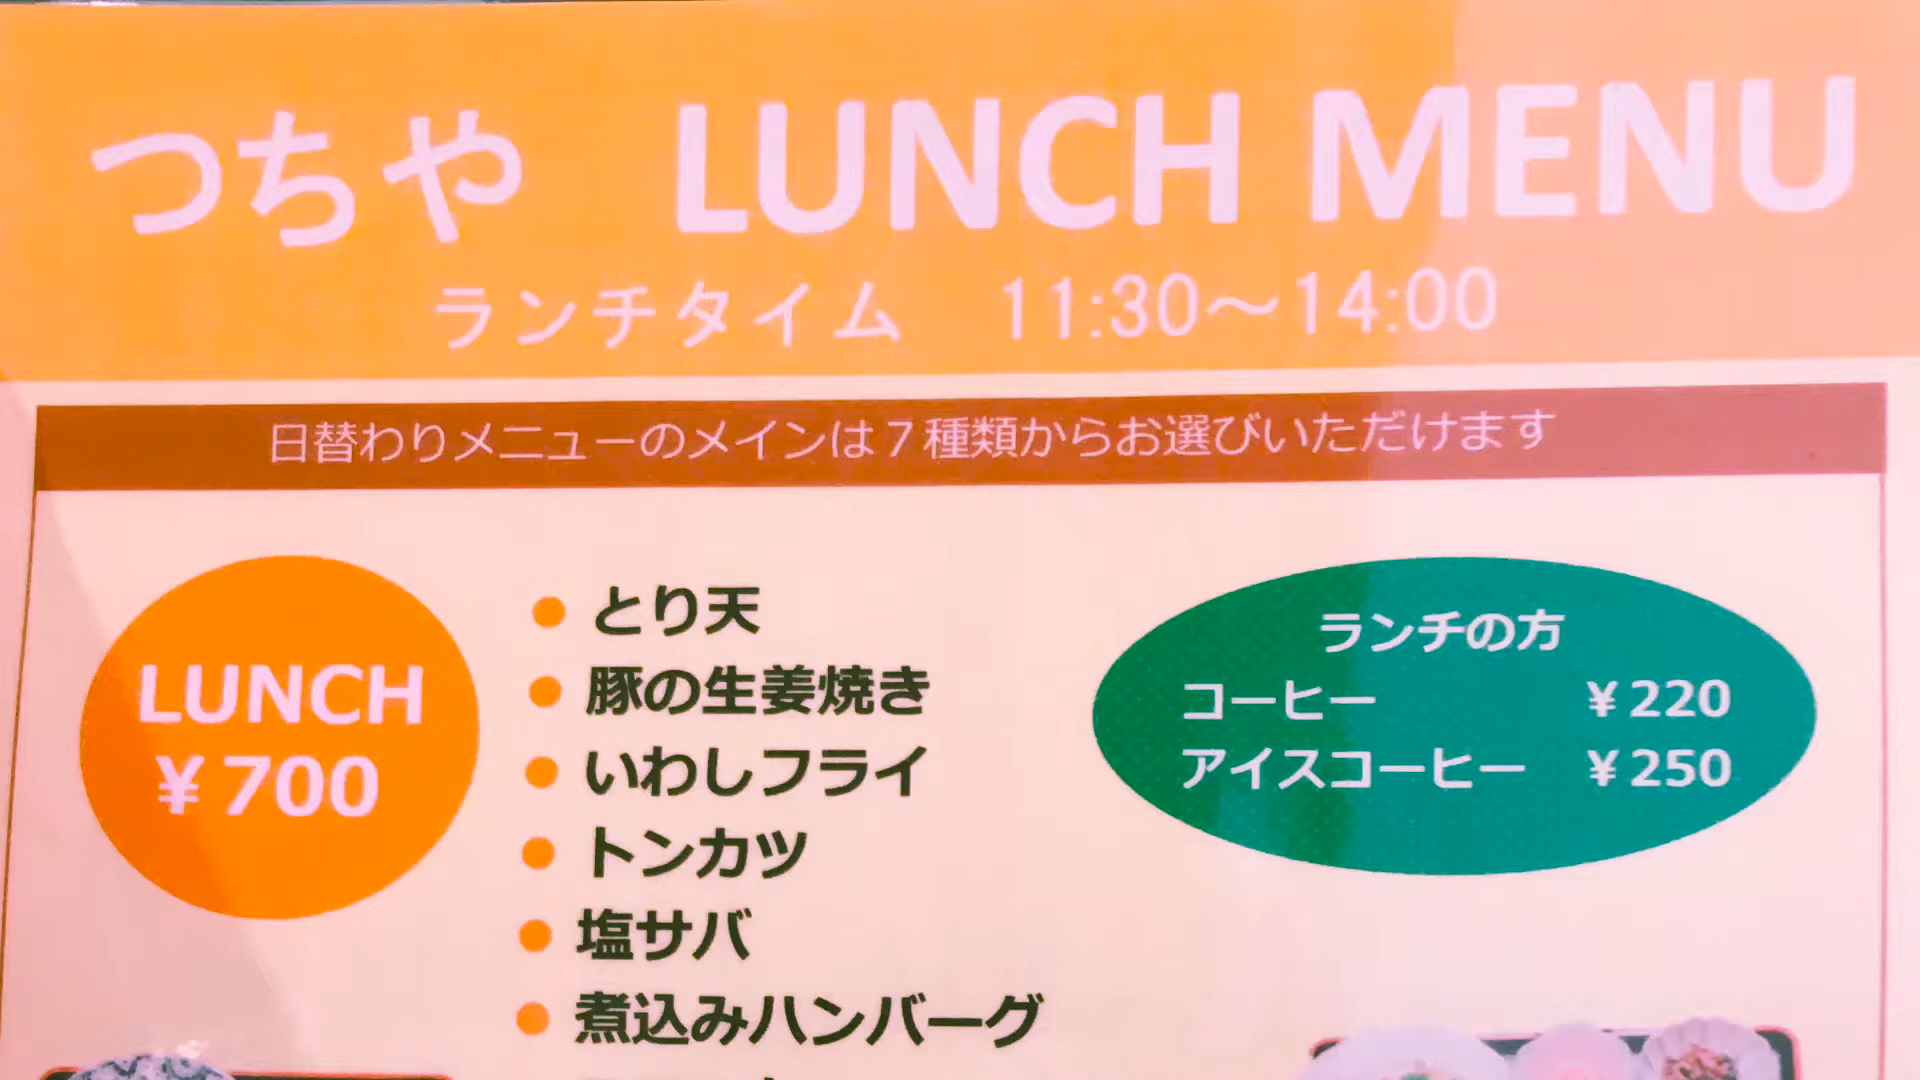 つちや LUNCH MENU
ランチタイム 11:30～14:00
日替わりメニューのメインは７種類からお選びいただけます
LUNCH
￥700
● とり天
● 豚の生姜焼き
● いわしフライ
● トンカツ
● 塩サバ
● 煮込みハンバーグ
ランチの方
コーヒー ￥220
アイスコーヒー ￥250